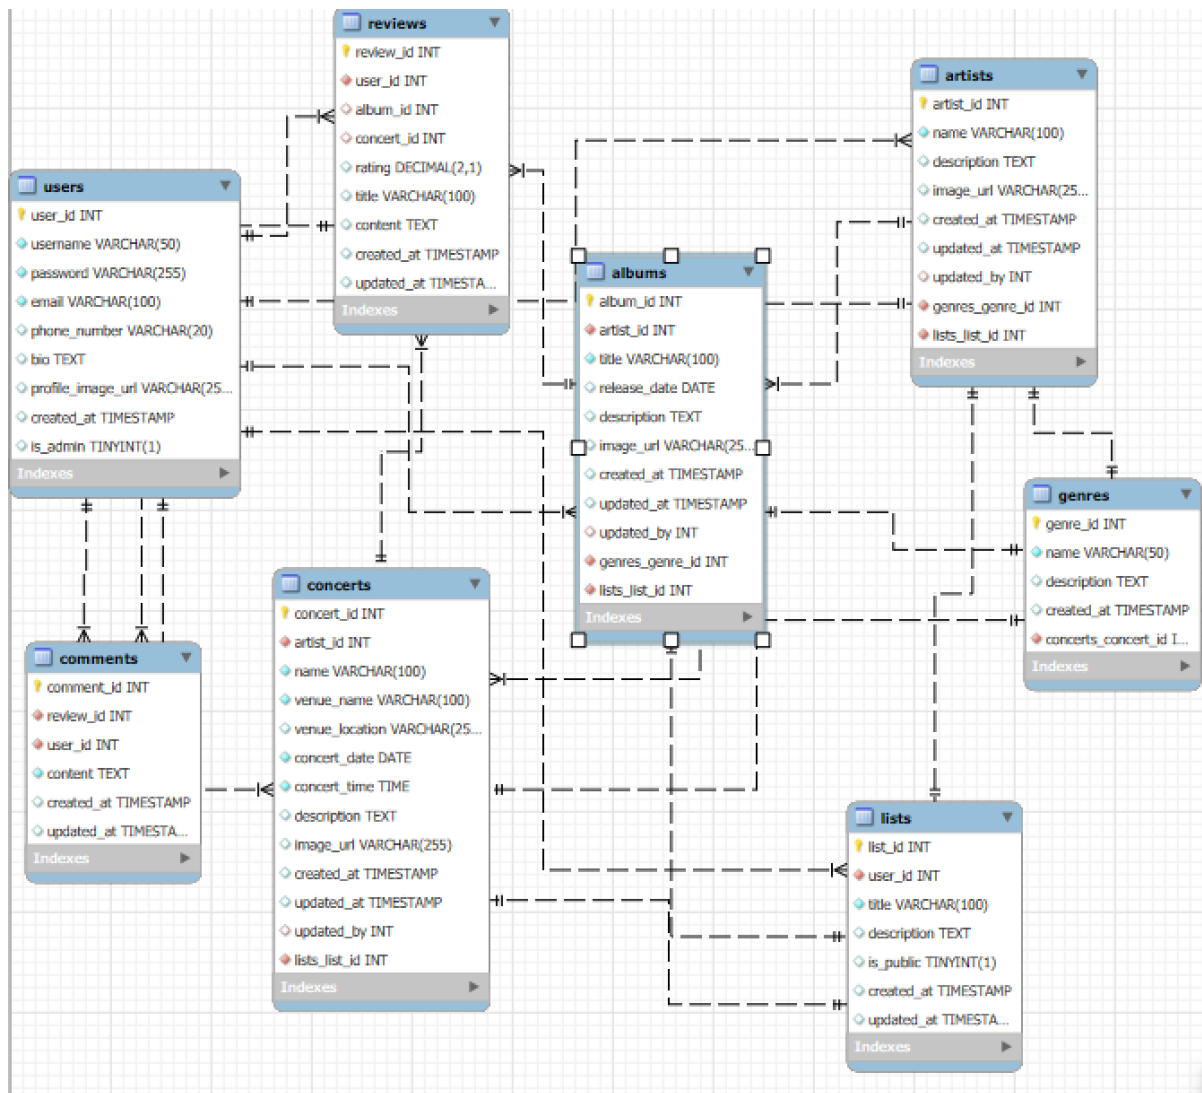 reviews
review_id INT
user_id INT
album_id INT
concert_id INT
rating DECIMAL(2,1)
title VARCHAR(100)
content TEXT
created_at TIMESTAMP
updated_at TIMESTA...
Indexes
artists
artist_id INT
name VARCHAR(100)
description TEXT
image_url VARCHAR(25...
created_at TIMESTAMP
updated_at TIMESTAMP
updated_by INT
genres_genre_id INT
lists_list_id INT
Indexes
users
user_id INT
username VARCHAR(50)
password VARCHAR(255)
email VARCHAR(100)
phone_number VARCHAR(20)
bio TEXT
profile_image_url VARCHAR(25...
created_at TIMESTAMP
is_admin TINYINT(1)
Indexes
albums
album_id INT
artist_id INT
title VARCHAR(100)
release_date DATE
description TEXT
image_url VARCHAR(25...
created_at TIMESTAMP
updated_at TIMESTAMP
updated_by INT
genres_genre_id INT
lists_list_id INT
Indexes
genres
genre_id INT
name VARCHAR(50)
description TEXT
created_at TIMESTAMP
concerts_concert_id I...
Indexes
concerts
concert_id INT
artist_id INT
name VARCHAR(100)
venue_name VARCHAR(100)
venue_location VARCHAR(25...
concert_date DATE
concert_time TIME
description TEXT
image_url VARCHAR(255)
created_at TIMESTAMP
updated_at TIMESTAMP
updated_by INT
lists_list_id INT
Indexes
comments
comment_id INT
review_id INT
user_id INT
content TEXT
created_at TIMESTAMP
updated_at TIMESTA...
Indexes
lists
list_id INT
user_id INT
title VARCHAR(100)
description TEXT
is_public TINYINT(1)
created_at TIMESTAMP
updated_at TIMESTA...
Indexes